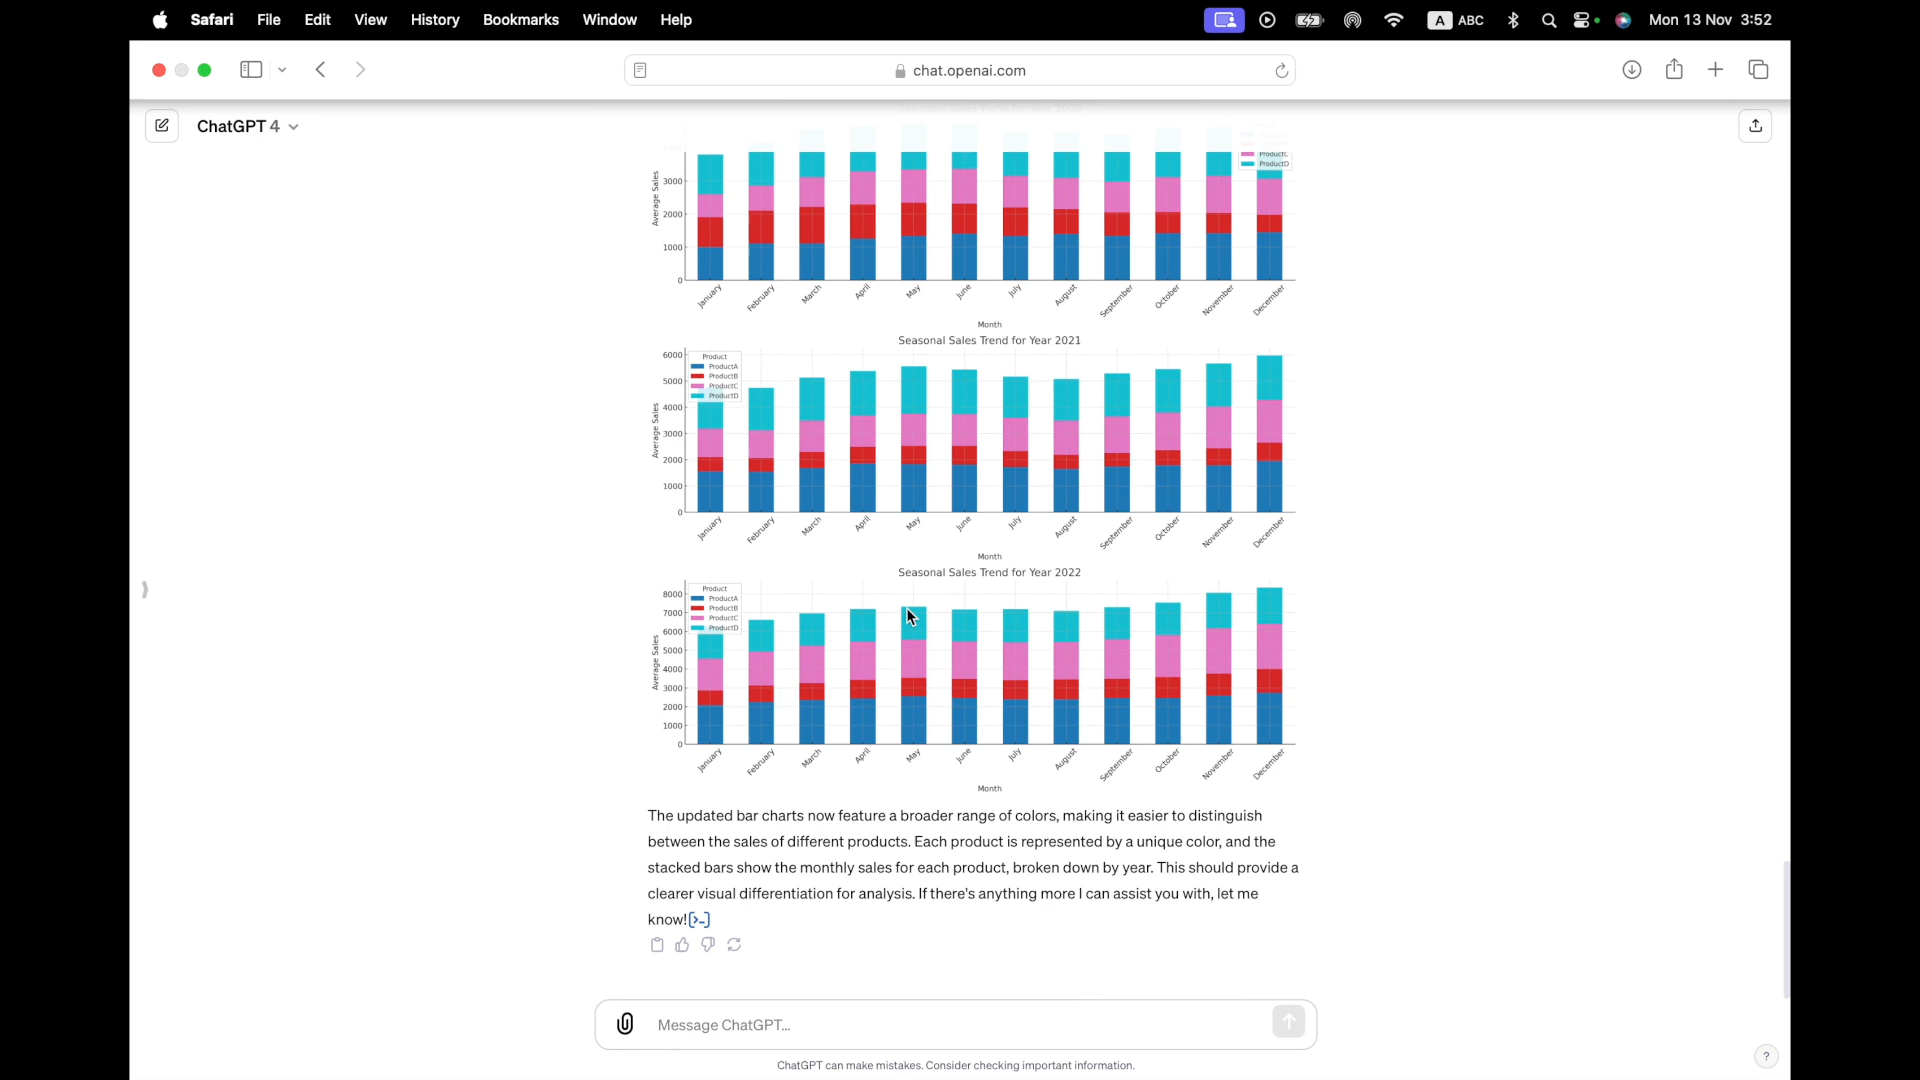 Safari File Edit View History Bookmarks Window Help A ABC Mon 13 Nov 3:52
chat.openai.com
ChatGPT 4
Seasonal Sales Trend for Year 2020
ProductC
ProductD
Average Sales
3000
2000
1000
0
January February March April May June July August September October November December
Month
Seasonal Sales Trend for Year 2021
Product
ProductA
ProductB
ProductC
ProductD
Average Sales
6000
5000
4000
3000
2000
1000
0
January February March April May June July August September October November December
Month
Seasonal Sales Trend for Year 2022
Product
ProductA
ProductB
ProductC
ProductD
Average Sales
8000
7000
6000
5000
4000
3000
2000
1000
0
January February March April May June July August September October November December
Month
The updated bar charts now feature a broader range of colors, making it easier to distinguish
between the sales of different products. Each product is represented by a unique color, and the
stacked bars show the monthly sales for each product, broken down by year. This should provide a
clearer visual differentiation for analysis. If there's anything more I can assist you with, let me
know! [>-]
Message ChatGPT...
ChatGPT can make mistakes. Consider checking important information.
?